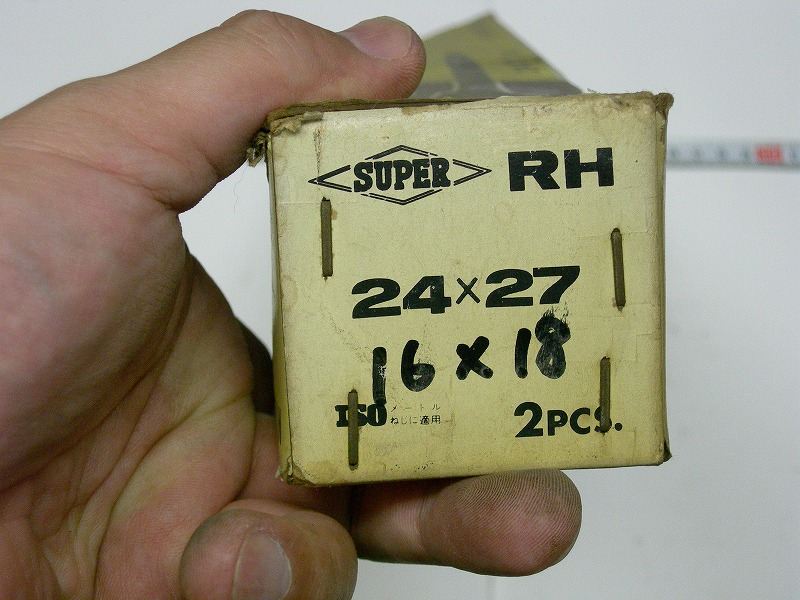 SUPER RH
24×27
16×18
ISO メートル
ねじに適用
2PCS.